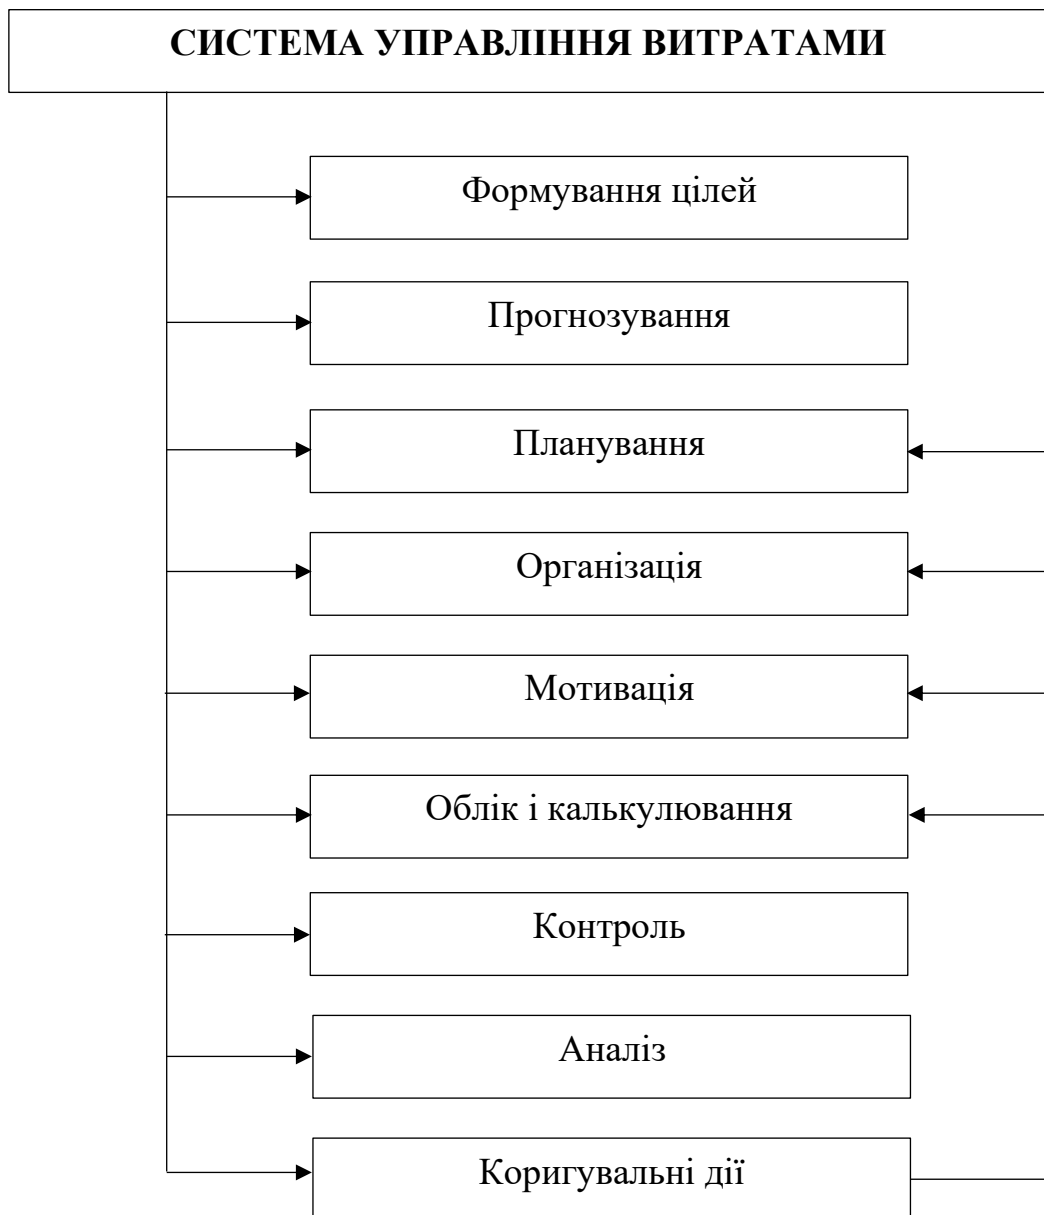 СИСТЕМА УПРАВЛІННЯ ВИТРАТАМИ
Формування цілей
Прогнозування
Планування
Організація
Мотивація
Облік і калькулювання
Контроль
Аналіз
Коригувальні дії